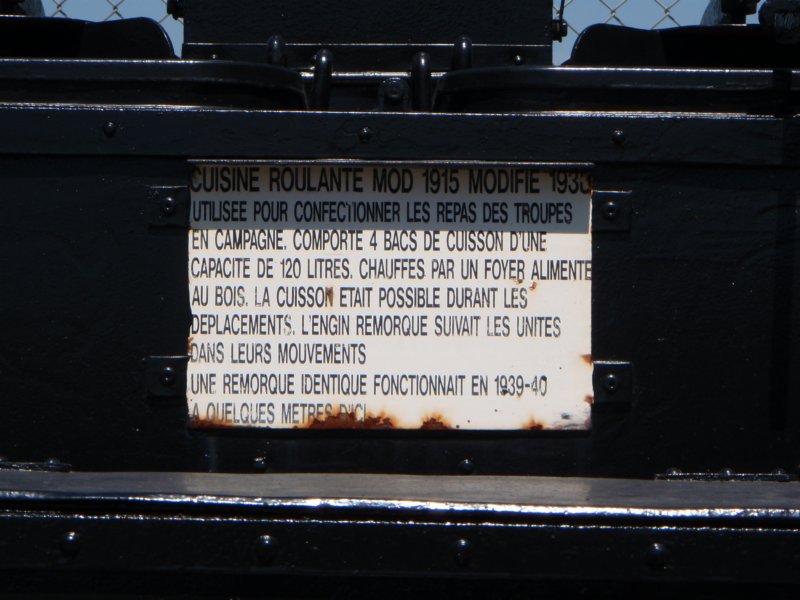 CUISINE ROULANTE MOD 1915 MODIFIE 193
UTILISEE POUR CONFECTIONNER LES REPAS DES TROUPES
EN CAMPAGNE. COMPORTE 4 BACS DE CUISSON D'UNE
CAPACITE DE 120 LITRES. CHAUFFES PAR UN FOYER ALIMENTE
AU BOIS. LA CUISSON ETAIT POSSIBLE DURANT LES
DEPLACEMENTS. L'ENGIN REMORQUE SUIVAIT LES UNITES
DANS LEURS MOUVEMENTS
UNE REMORQUE IDENTIQUE FONCTIONNAIT EN 1939-40
A QUELQUES METRES D'ICI